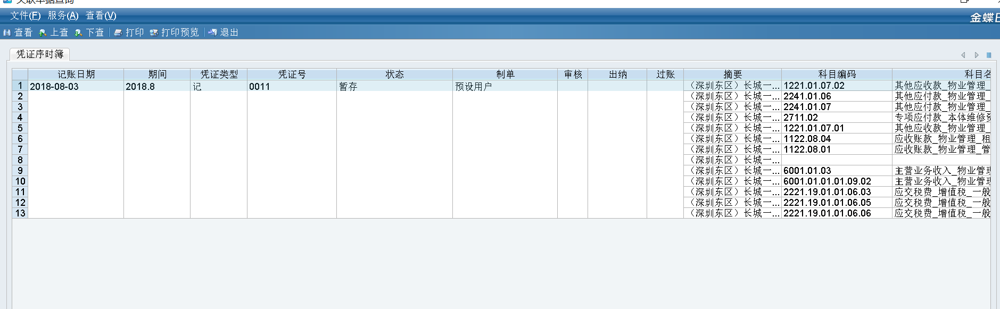 关联单据查询
文件(F) 服务(A) 查看(V)
金蝶
查看 上查 下查 打印 打印预览 退出
凭证序时簿
记账日期 期间 凭证类型 凭证号 状态 制单 审核 出纳 过账 摘要 科目编码 科目名
1 2018-08-03 2018.8 记 0011 暂存 预设用户 （深圳东区）长城一... 1221.01.07.02 其他应收款_物业管理_
2 （深圳东区）长城一... 2241.01.06 其他应付款_物业管理_
3 （深圳东区）长城一... 2241.01.07 其他应付款_物业管理_
4 （深圳东区）长城一... 2711.02 专项应付款_本体维修资
5 （深圳东区）长城一... 1221.01.07.01 其他应收款_物业管理_
6 （深圳东区）长城一... 1122.08.04 应收账款_物业管理_租
7 （深圳东区）长城一... 1122.08.01 应收账款_物业管理_管
8 （深圳东区）长城一...
9 （深圳东区）长城一... 6001.01.03 主营业务收入_物业管理
10 （深圳东区）长城一... 6001.01.01.01.09.02 主营业务收入_物业管理
11 （深圳东区）长城一... 2221.19.01.01.06.03 应交税费_增值税_一般
12 （深圳东区）长城一... 2221.19.01.01.06.05 应交税费_增值税_一般
13 （深圳东区）长城一... 2221.19.01.01.06.06 应交税费_增值税_一般